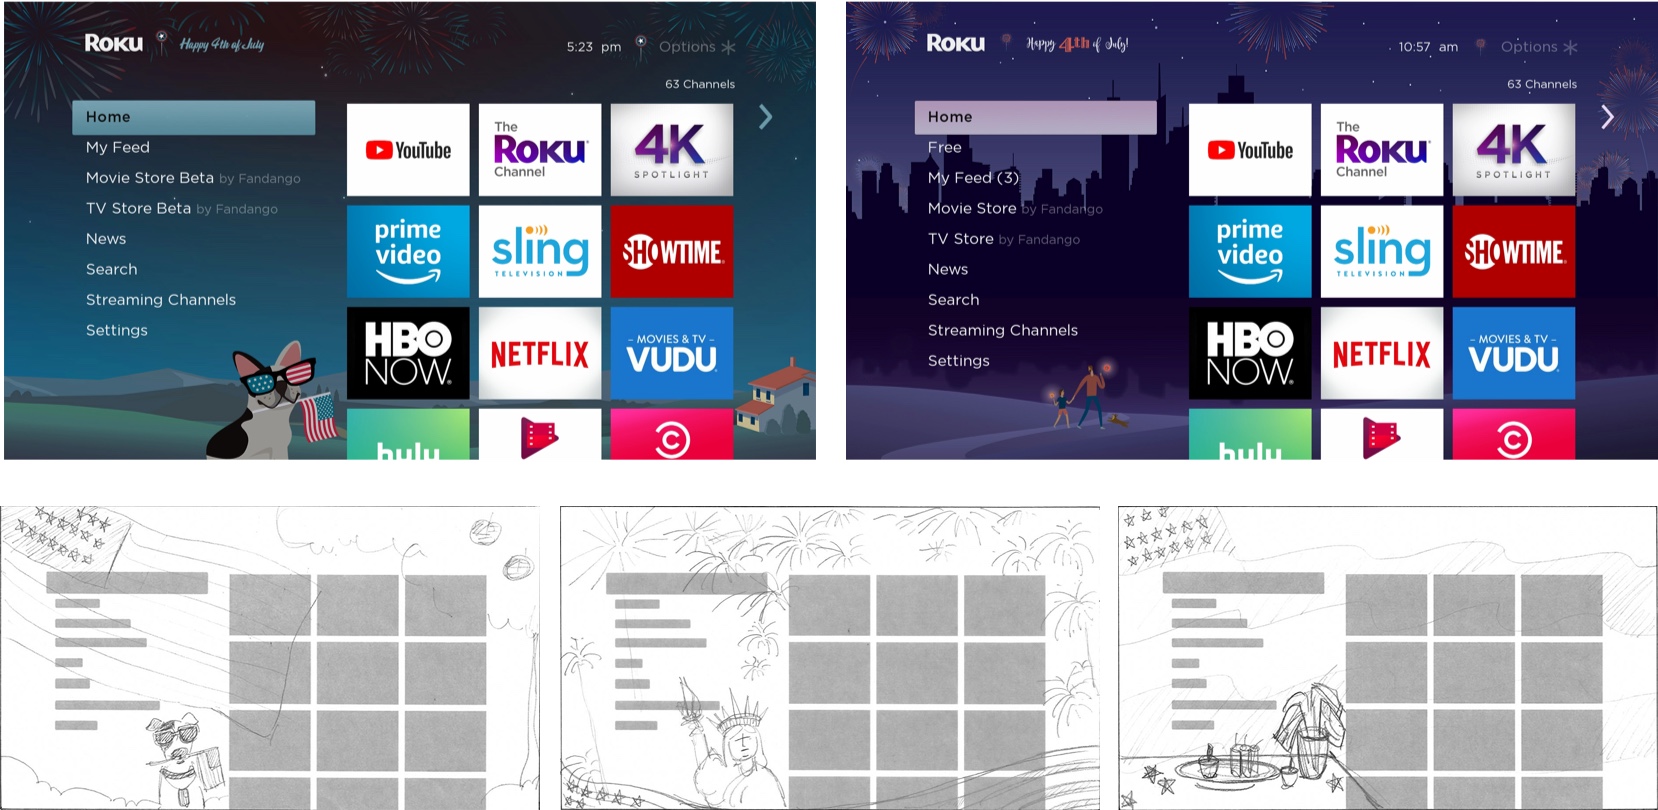 Roku Happy 4th of July
5:23 pm Options
63 Channels
Home
My Feed
Movie Store Beta by Fandango
TV Store Beta by Fandango
News
Search
Streaming Channels
Settings
YouTube
The Roku Channel
4K SPOTLIGHT
prime video
sling TELEVISION
SHOWTIME
HBO NOW
NETFLIX
MOVIES & TV VUDU
hulu
Roku Happy 4th of July!
10:57 am Options
63 Channels
Home
Free
My Feed (3)
Movie Store by Fandango
TV Store by Fandango
News
Search
Streaming Channels
Settings
YouTube
The Roku Channel
4K SPOTLIGHT
prime video
sling TELEVISION
SHOWTIME
HBO NOW
NETFLIX
MOVIES & TV VUDU
hulu